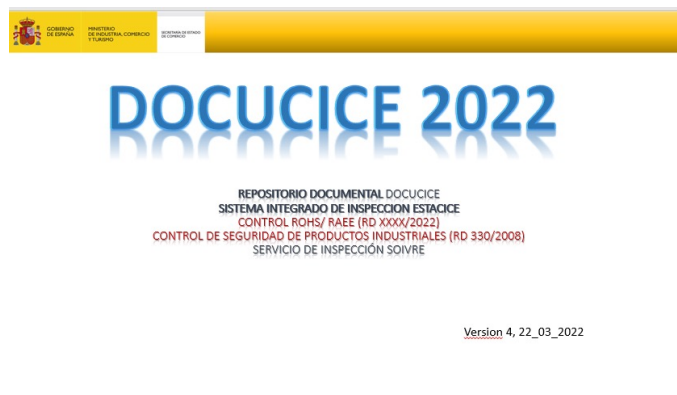 GOBIERNO
DE ESPAÑA
MINISTERIO
DE INDUSTRIA, COMERCIO
Y TURISMO
SECRETARÍA DE ESTADO
DE COMERCIO
DOCUCICE 2022
REPOSITORIO DOCUMENTAL DOCUCICE
SISTEMA INTEGRADO DE INSPECCION ESTACICE
CONTROL ROHS/ RAEE (RD XXXX/2022)
CONTROL DE SEGURIDAD DE PRODUCTOS INDUSTRIALES (RD 330/2008)
SERVICIO DE INSPECCIÓN SOIVRE
Version 4, 22_03_2022